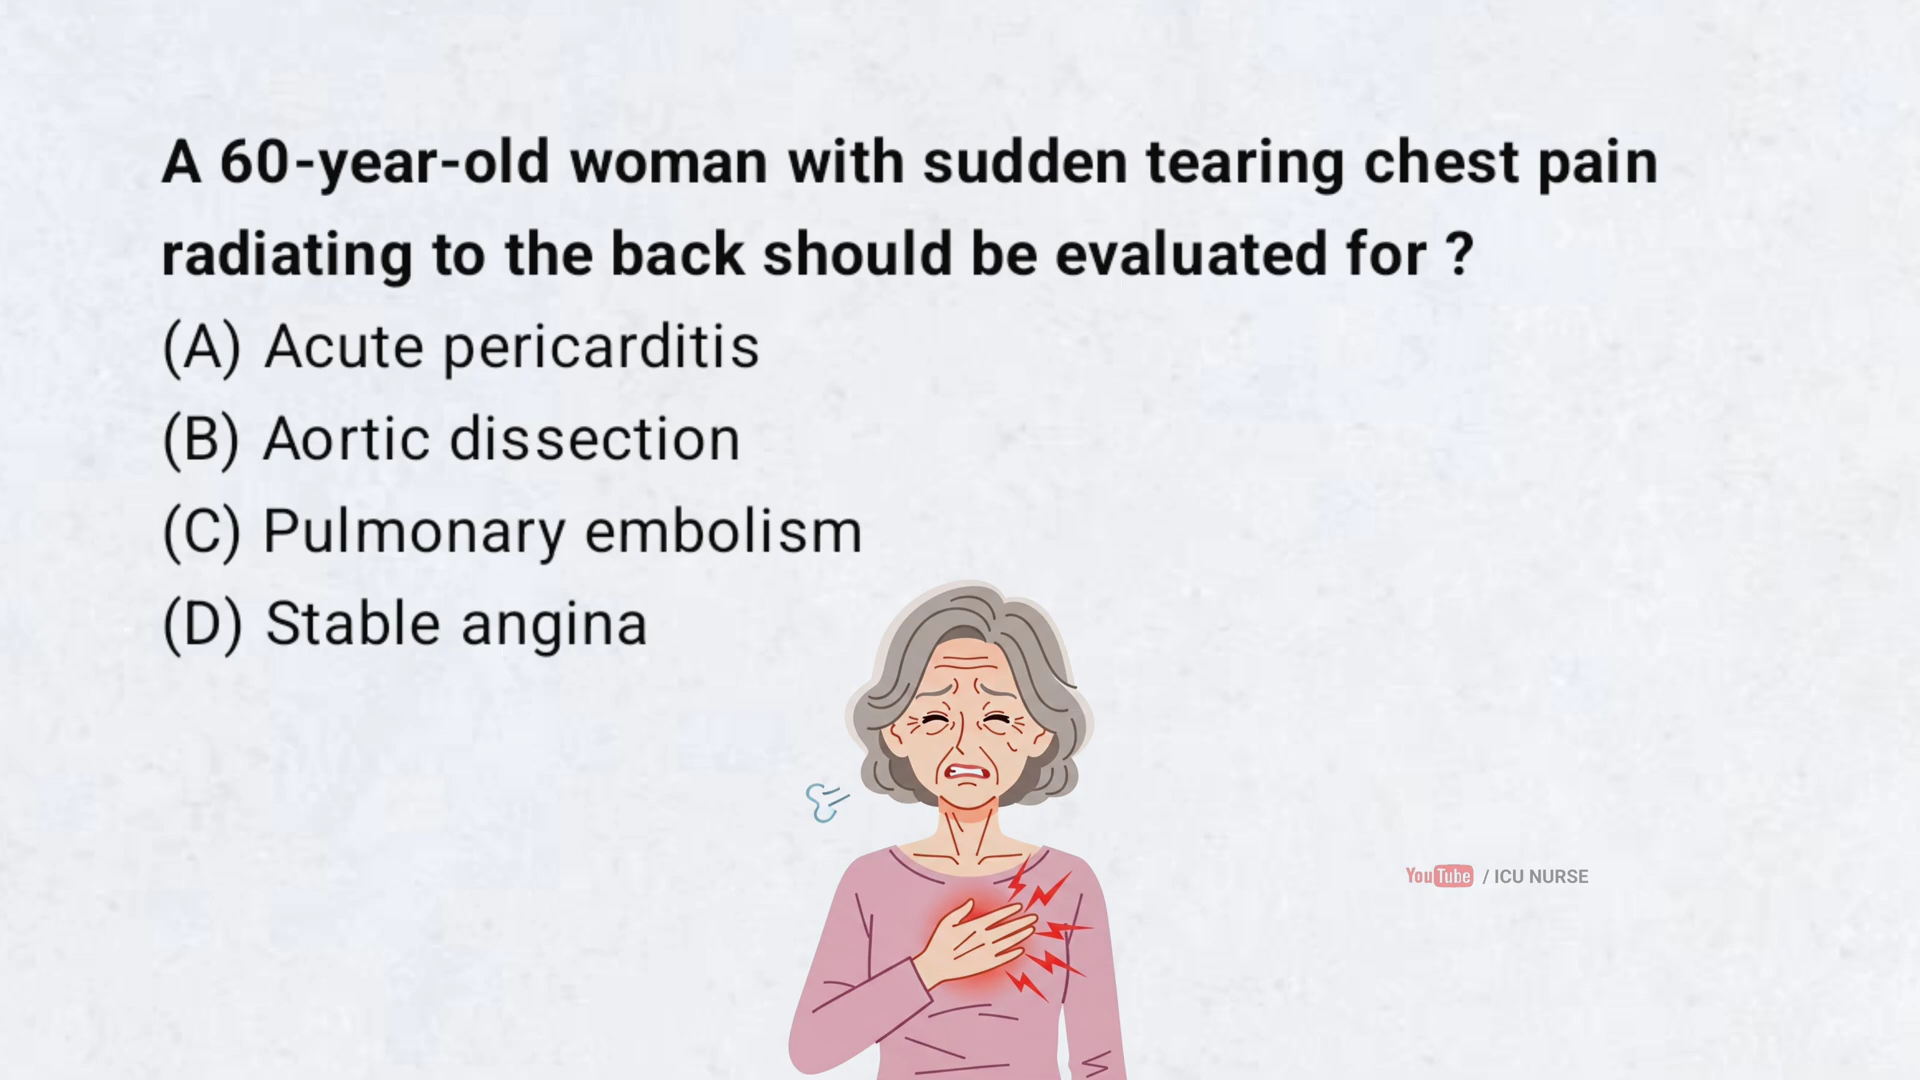 A 60-year-old woman with sudden tearing chest pain
radiating to the back should be evaluated for ?
(A) Acute pericarditis
(B) Aortic dissection
(C) Pulmonary embolism
(D) Stable angina
YouTube / ICU NURSE